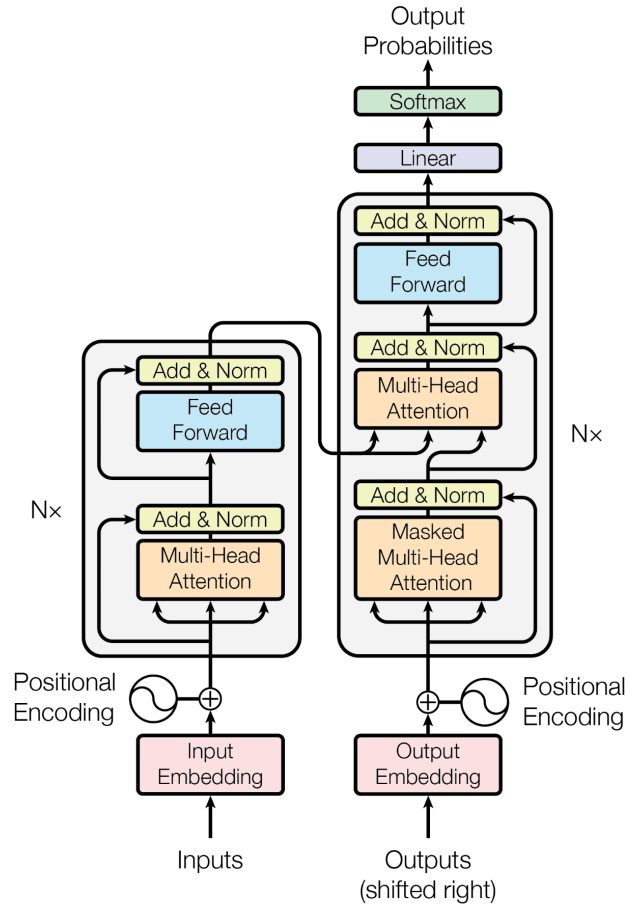 Output
Probabilities
Softmax
Linear
Add & Norm
Feed
Forward
Add & Norm
Multi-Head
Attention
Add & Norm
Masked
Multi-Head
Attention
N×
Add & Norm
Feed
Forward
Add & Norm
Multi-Head
Attention
N×
Positional
Encoding
Positional
Encoding
Input
Embedding
Output
Embedding
Inputs
Outputs
(shifted right)